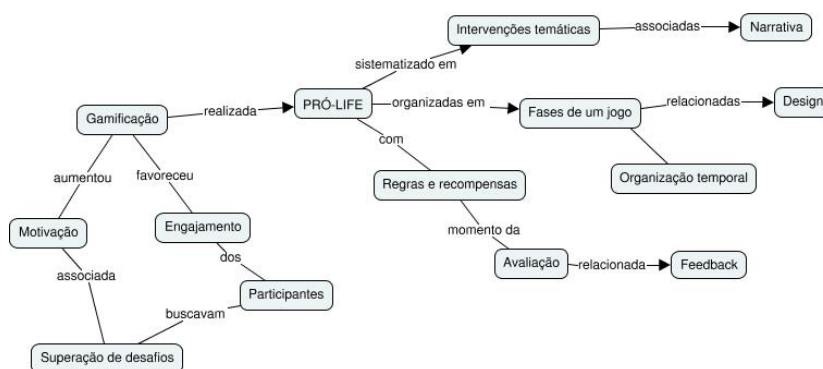 Intervenções temáticas
associadas
Narrativa
sistematizado em
Gamificação
realizada
PRÓ-LIFE
organizadas em
Fases de um jogo
relacionadas
Design
com
Organização temporal
aumentou
favoreceu
Regras e recompensas
Motivação
Engajamento
momento da
dos
Avaliação
relacionada
Feedback
associada
Participantes
buscavam
Superação de desafios